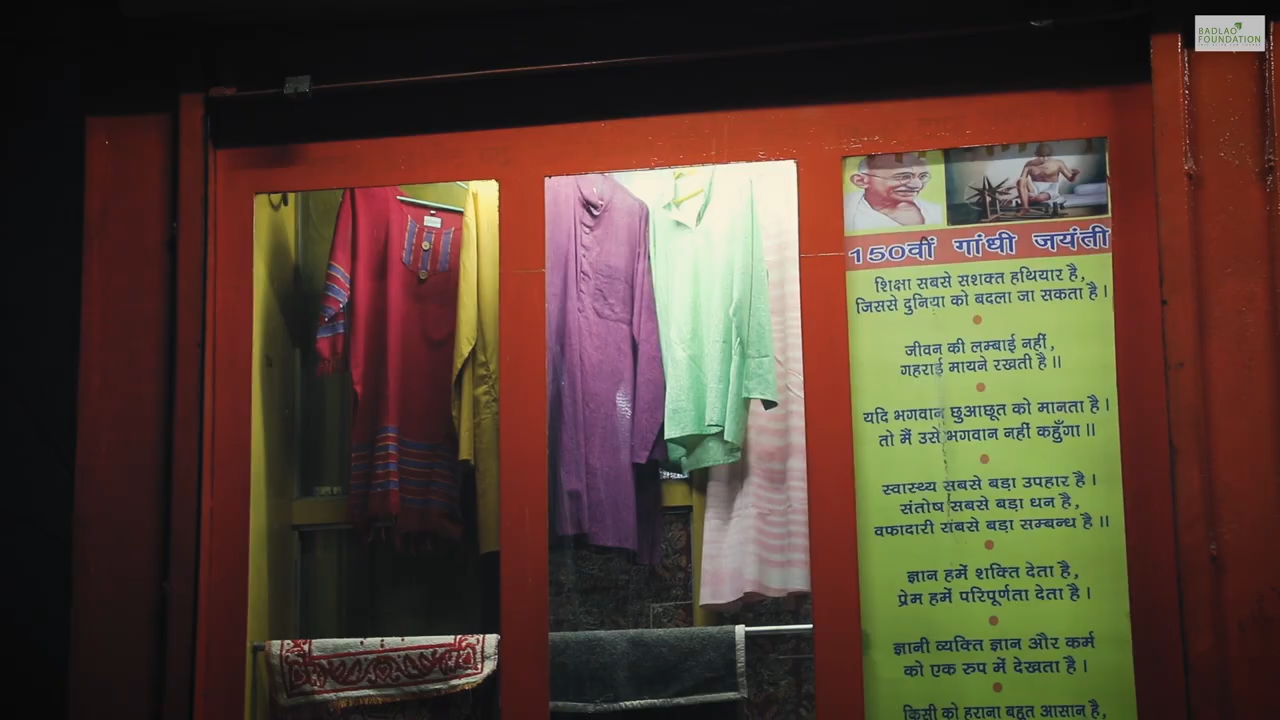 BADLAO
FOUNDATION
150वीं गांधी जयंती
शिक्षा सबसे सशक्त हथियार है,
जिससे दुनिया को बदला जा सकता है।
जीवन की लम्बाई नहीं,
गहराई मायने रखती है॥
यदि भगवान छुआछूत को मानता है।
तो मैं उसे भगवान नहीं कहुँगा॥
स्वास्थ्य सबसे बड़ा उपहार है।
संतोष सबसे बड़ा धन है,
वफादारी सबसे बड़ा सम्बन्ध है॥
ज्ञान हमें शक्ति देता है,
प्रेम हमें परिपूर्णता देता है।
ज्ञानी व्यक्ति ज्ञान और कर्म
को एक रुप में देखता है।
किसी को हराना बहुत आसान है,